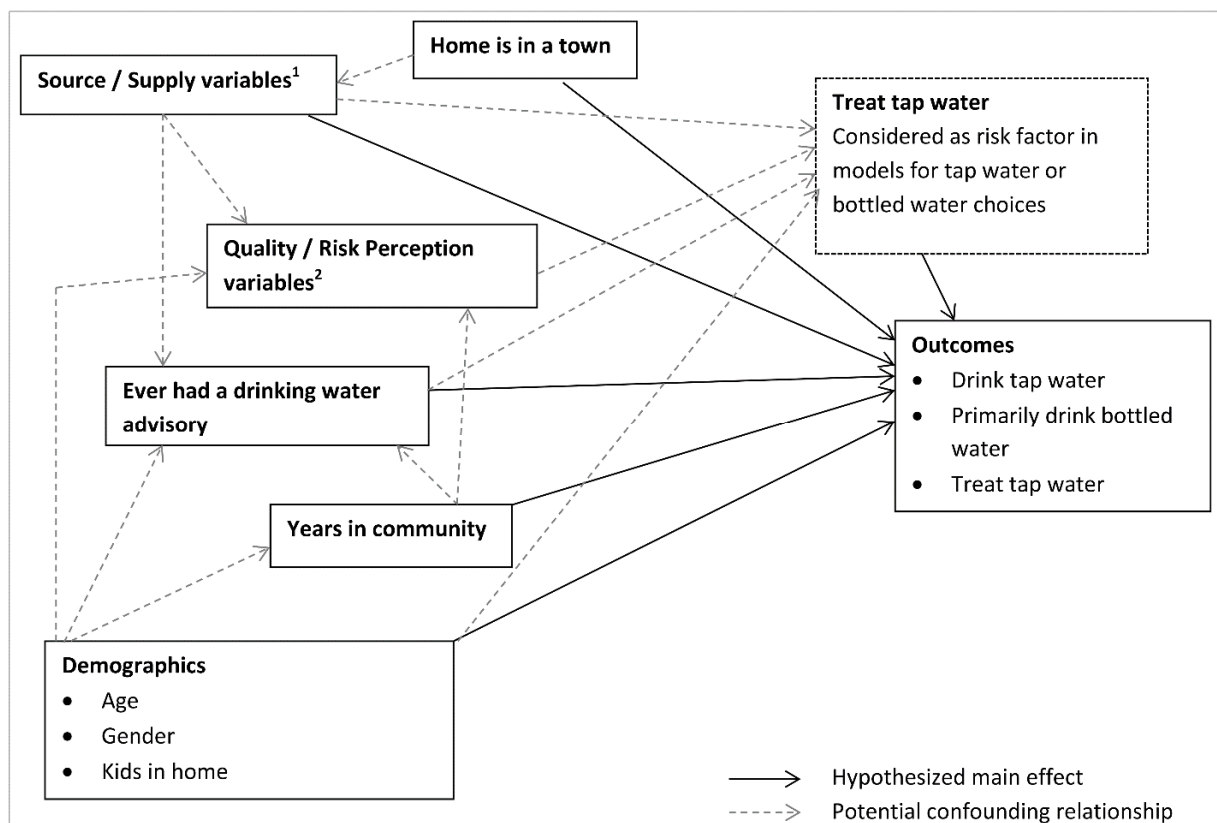 Home is in a town
Source / Supply variables¹
Treat tap water
Considered as risk factor in
models for tap water or
bottled water choices
Quality / Risk Perception
variables²
Outcomes
• Drink tap water
• Primarily drink bottled
water
• Treat tap water
Ever had a drinking water
advisory
Years in community
Demographics
• Age
• Gender
• Kids in home
Hypothesized main effect
Potential confounding relationship